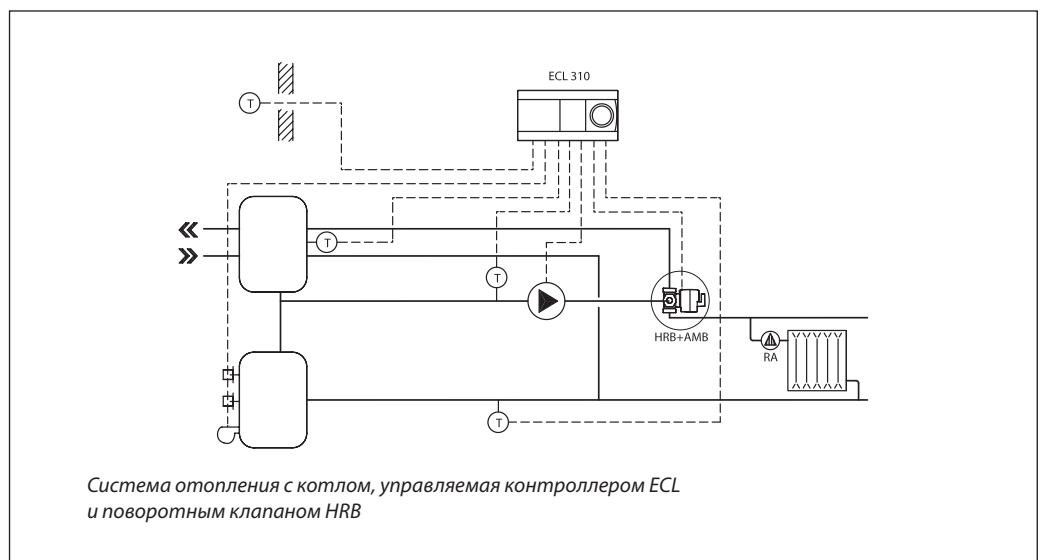 ECL 310
T
T
T
HRB+AMB
RA
T
Система отопления с котлом, управляемая контроллером ECL
и поворотным клапаном HRB